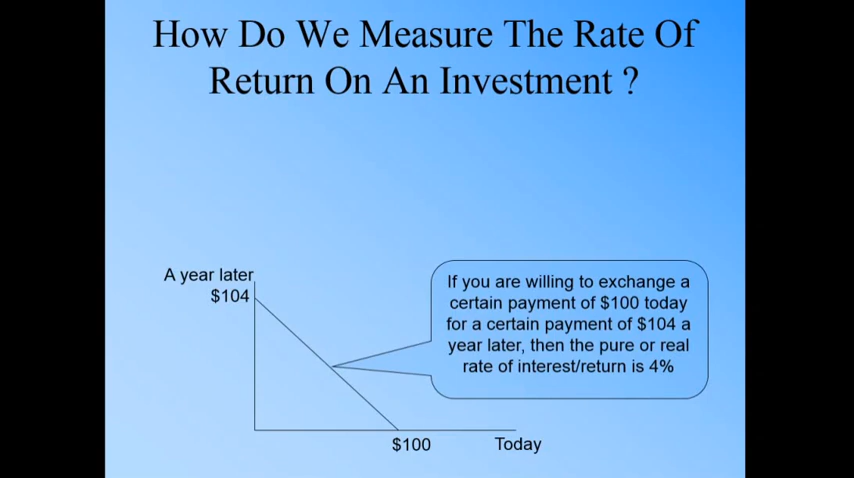 How Do We Measure The Rate Of
Return On An Investment ?
A year later
$104
If you are willing to exchange a
certain payment of $100 today
for a certain payment of $104 a
year later, then the pure or real
rate of interest/return is 4%
$100
Today